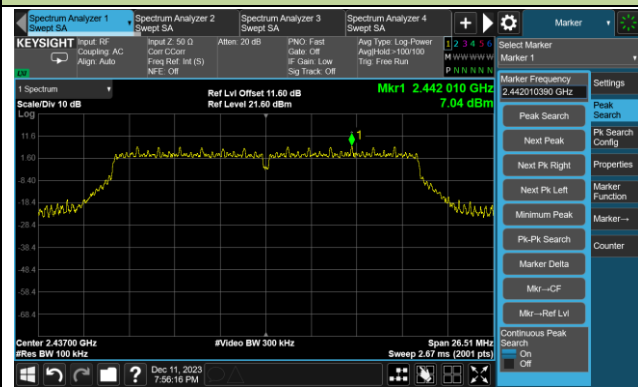 Spectrum Analyzer 1
Swept SA
Spectrum Analyzer 2
Swept SA
Spectrum Analyzer 3
Swept SA
Spectrum Analyzer 4
Swept SA
+
Marker
KEYSIGHT
Input: RF
Coupling: AC
Align: Auto
Input Z: 50 Ω
Corr CCorr
Freq Ref: Int (S)
NFE: Off
Atten: 20 dB
PNO: Fast
Gate: Off
IF Gain: Low
Sig Track: Off
Avg Type: Log-Power
Avg|Hold:>100/100
Trig: Free Run
1 2 3 4 5 6
M W W W W W
P N N N N N
Select Marker
Marker 1
1 Spectrum
Scale/Div 10 dB
Log
Ref Lvl Offset 11.60 dB
Ref Level 21.60 dBm
Mkr1 2.442 010 GHz
7.04 dBm
11.6
1.60
-8.40
-18.4
-28.4
-38.4
-48.4
-58.4
-68.4
1
Center 2.43700 GHz
#Res BW 100 kHz
#Video BW 300 kHz
Span 26.51 MHz
Sweep 2.67 ms (2001 pts)
Marker Frequency
2.442010390 GHz
Peak Search
Next Peak
Next Pk Right
Next Pk Left
Minimum Peak
Pk-Pk Search
Marker Delta
Mkr→CF
Mkr→Ref Lvl
Continuous Peak
Search
On
Off
Settings
Peak
Search
Pk Search
Config
Properties
Marker
Function
Marker→
Counter
?
Dec 11, 2023
7:56:16 PM